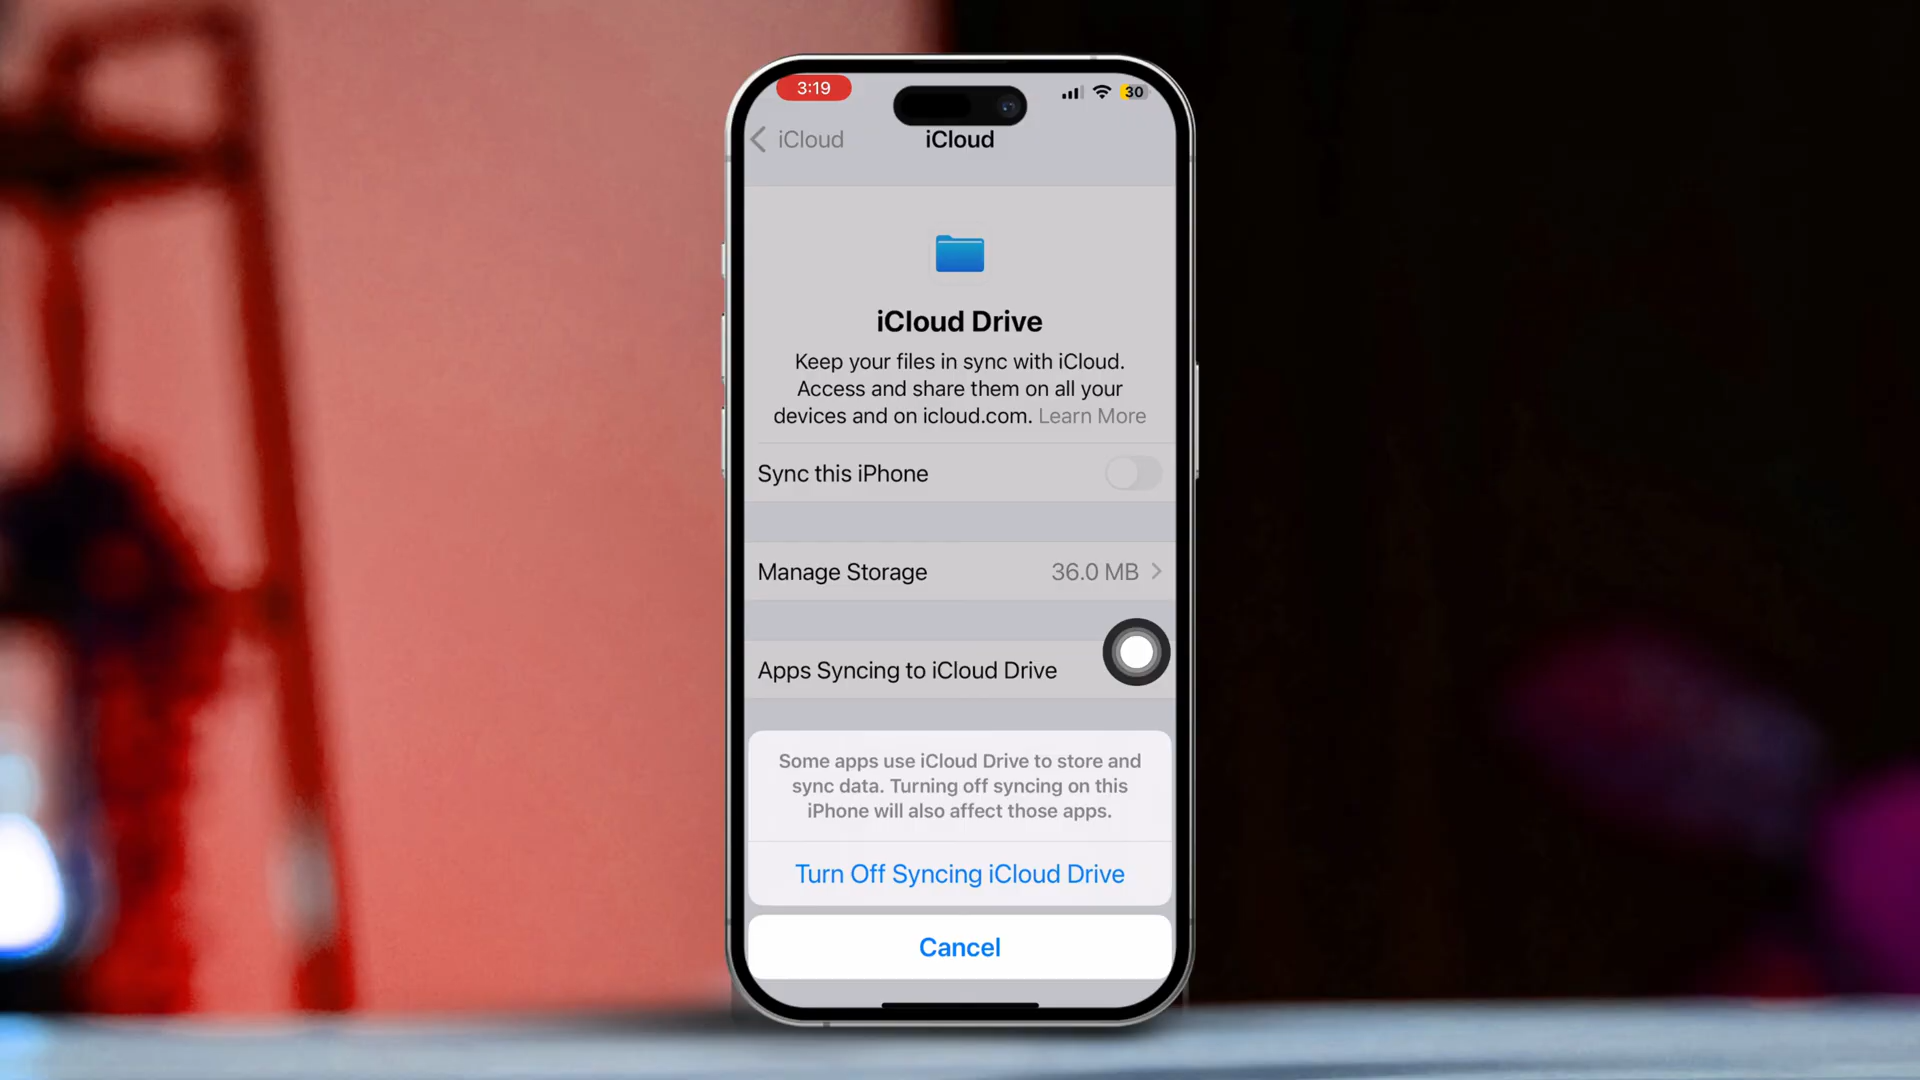 3:19
30
iCloud
iCloud
iCloud Drive
Keep your files in sync with iCloud.
Access and share them on all your
devices and on icloud.com. Learn More
Sync this iPhone
Manage Storage 36.0 MB
Apps Syncing to iCloud Drive
Some apps use iCloud Drive to store and
sync data. Turning off syncing on this
iPhone will also affect those apps.
Turn Off Syncing iCloud Drive
Cancel